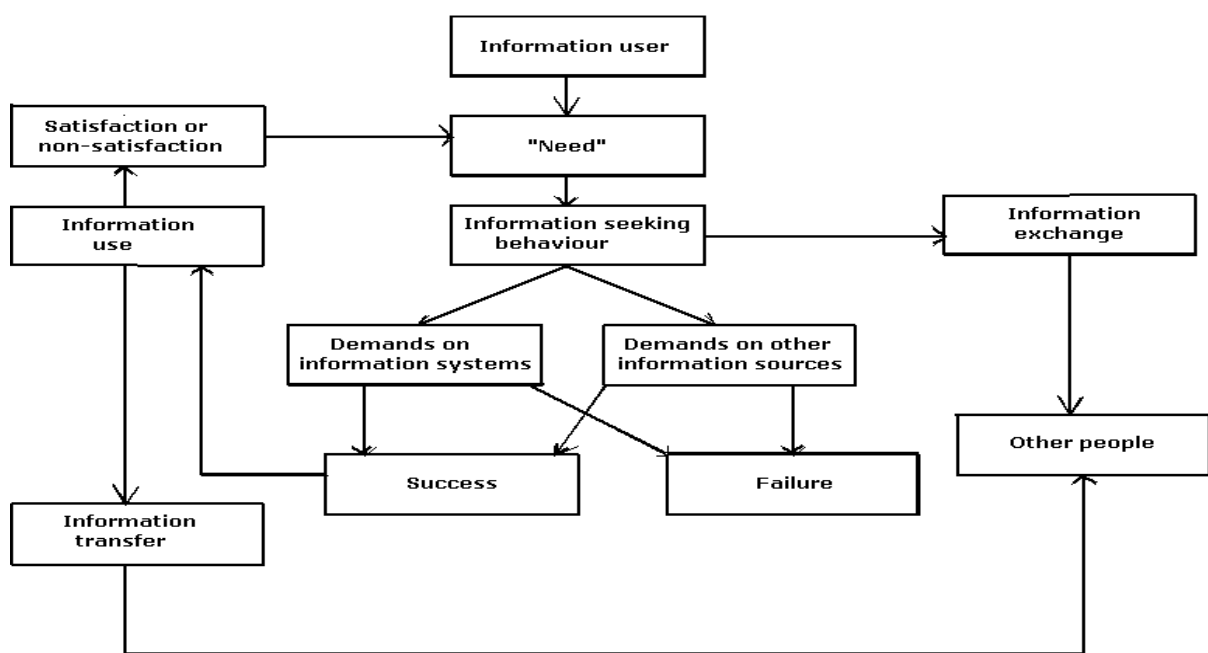 Information user
Satisfaction or
non-satisfaction
"Need"
Information
use
Information seeking
behaviour
Information
exchange
Demands on
information systems
Demands on other
information sources
Other people
Success
Failure
Information
transfer